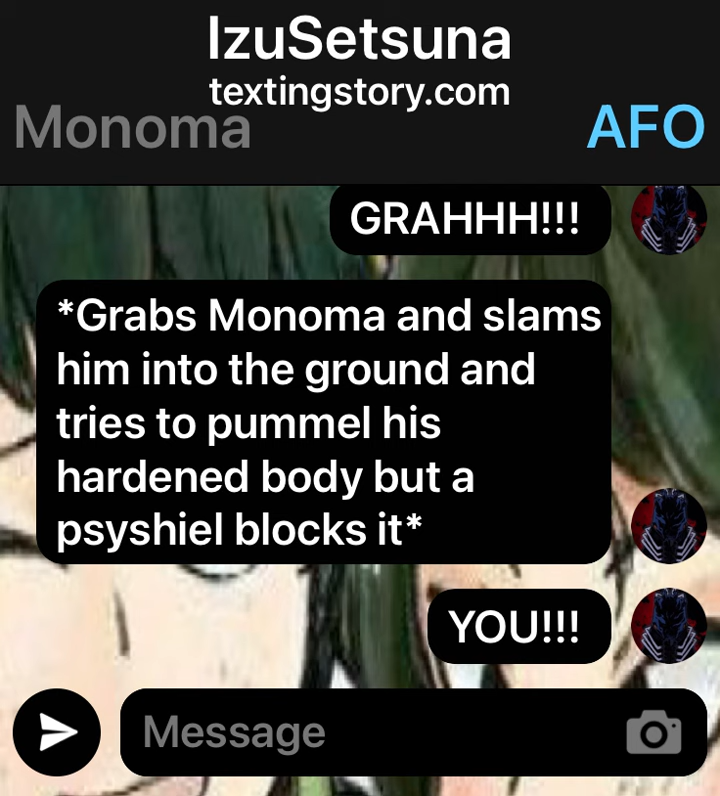 IzuSetsuna
textingstory.com
Monoma AFO
GRAHHH!!!
*Grabs Monoma and slams
him into the ground and
tries to pummel his
hardened body but a
psyshiel blocks it*
YOU!!!
Message